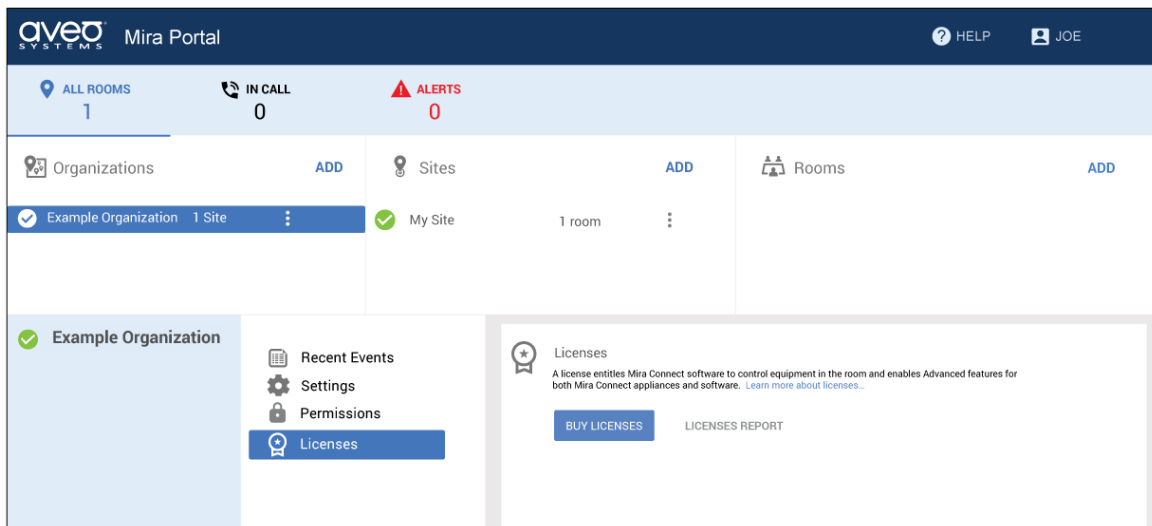 aveo SYSTEMS Mira Portal HELP JOE
ALL ROOMS IN CALL ALERTS
1 0 0
Organizations ADD Sites ADD Rooms ADD
Example Organization 1 Site My Site 1 room
Example Organization
Recent Events
Settings
Permissions
Licenses
Licenses
A license entitles Mira Connect software to control equipment in the room and enables Advanced features for
both Mira Connect appliances and software. Learn more about licenses...
BUY LICENSES LICENSES REPORT